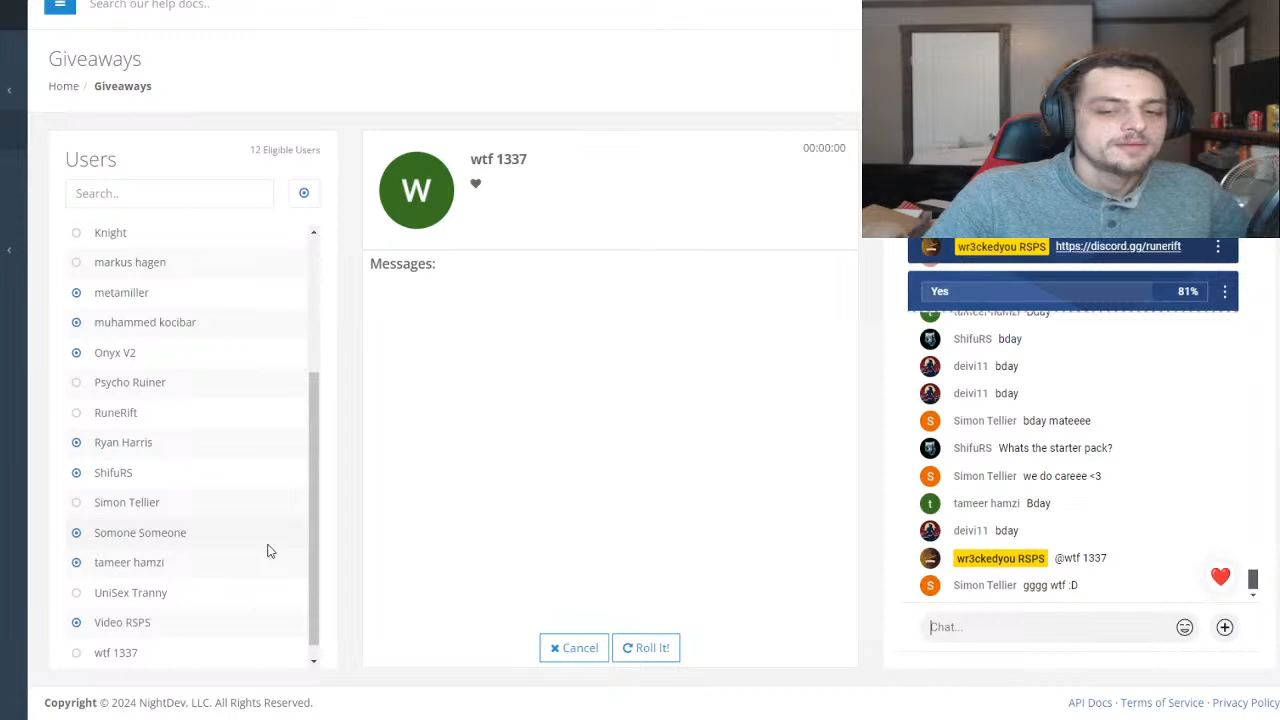 Search our help docs..
Giveaways
Home / Giveaways
Users
12 Eligible Users
Search..
Knight
markus hagen
metamiller
muhammed kocibar
Onyx V2
Psycho Ruiner
RuneRift
Ryan Harris
ShifuRS
Simon Tellier
Somone Someone
tameer hamzi
UniSex Tranny
Video RSPS
wtf 1337
W
wtf 1337
00:00:00
Messages:
Cancel
Roll It!
wr3ckedyou RSPS https://discord.gg/runerift
Yes 81%
tameer hamzi Bday
ShifuRS bday
deivi11 bday
deivi11 bday
S Simon Tellier bday mateeee
ShifuRS Whats the starter pack?
S Simon Tellier we do careee <3
t tameer hamzi Bday
deivi11 bday
wr3ckedyou RSPS @wtf 1337
S Simon Tellier gggg wtf :D
Chat...
Copyright © 2024 NightDev, LLC. All Rights Reserved.
API Docs · Terms of Service · Privacy Policy